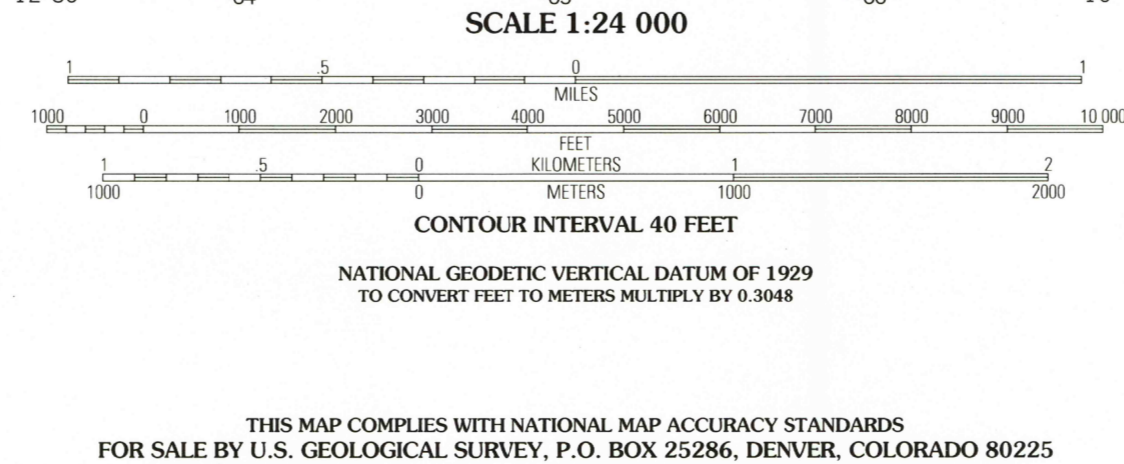 SCALE 1:24 000
1 .5 0 1
MILES
1000 0 1000 2000 3000 4000 5000 6000 7000 8000 9000 10 000
FEET
1 .5 0 KILOMETERS 1 2
1000 0 METERS 1000 2000
CONTOUR INTERVAL 40 FEET
NATIONAL GEODETIC VERTICAL DATUM OF 1929
TO CONVERT FEET TO METERS MULTIPLY BY 0.3048
THIS MAP COMPLIES WITH NATIONAL MAP ACCURACY STANDARDS
FOR SALE BY U.S. GEOLOGICAL SURVEY, P.O. BOX 25286, DENVER, COLORADO 80225